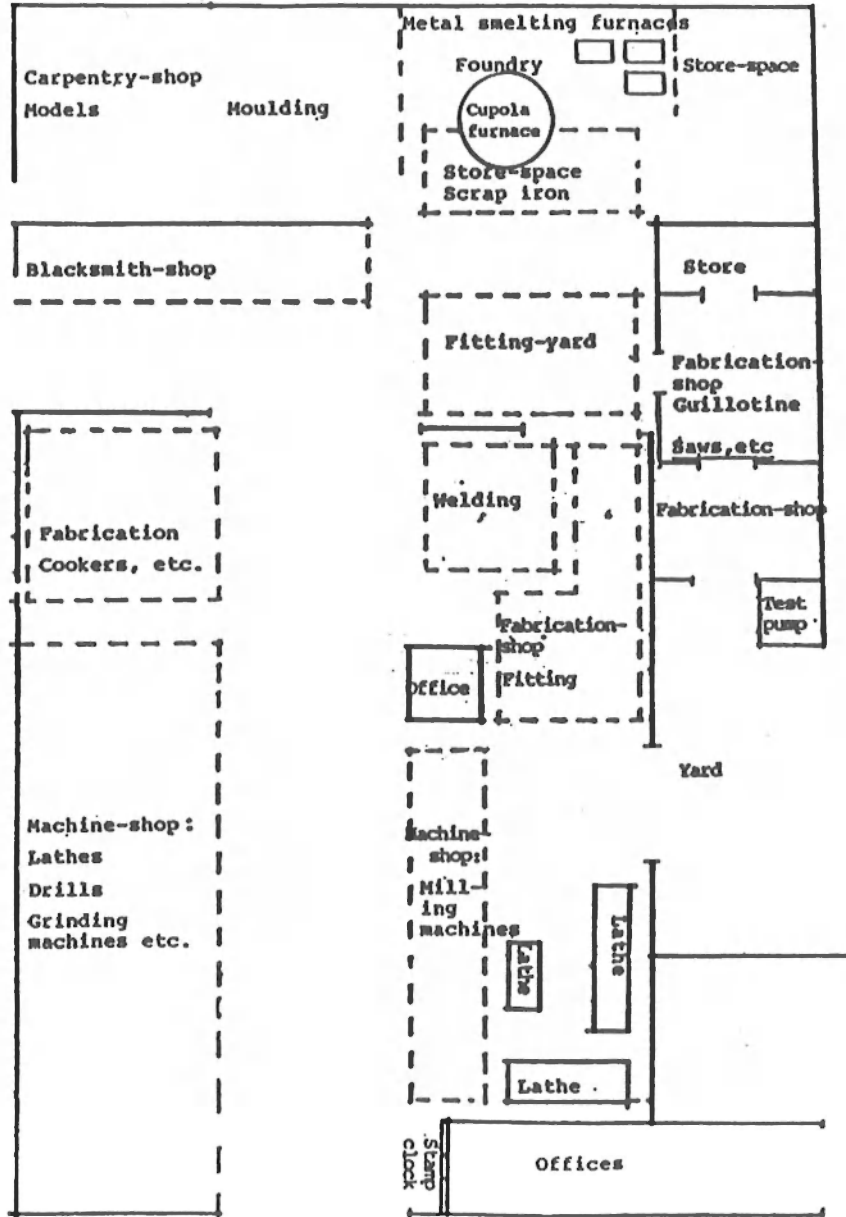 Metal smelting furnaces
Carpentry-shop
Models
Moulding
Foundry
Cupola
furnace
Store-space
Store-space
Scrap iron
Blacksmith-shop
Store
Fitting-yard
Fabrication-
shop
Guillotine
Saws,etc
Welding
Fabrication-shop
Fabrication
Cookers, etc.
Test
pump
Fabrication-
shop
Fitting
Office
Yard
Machine-shop:
Lathes
Drills
Grinding
machines etc.
Machine-
shop:
Mill-
ing
machines
Lathe
Lathe
Lathe
Stamp
clock
Offices